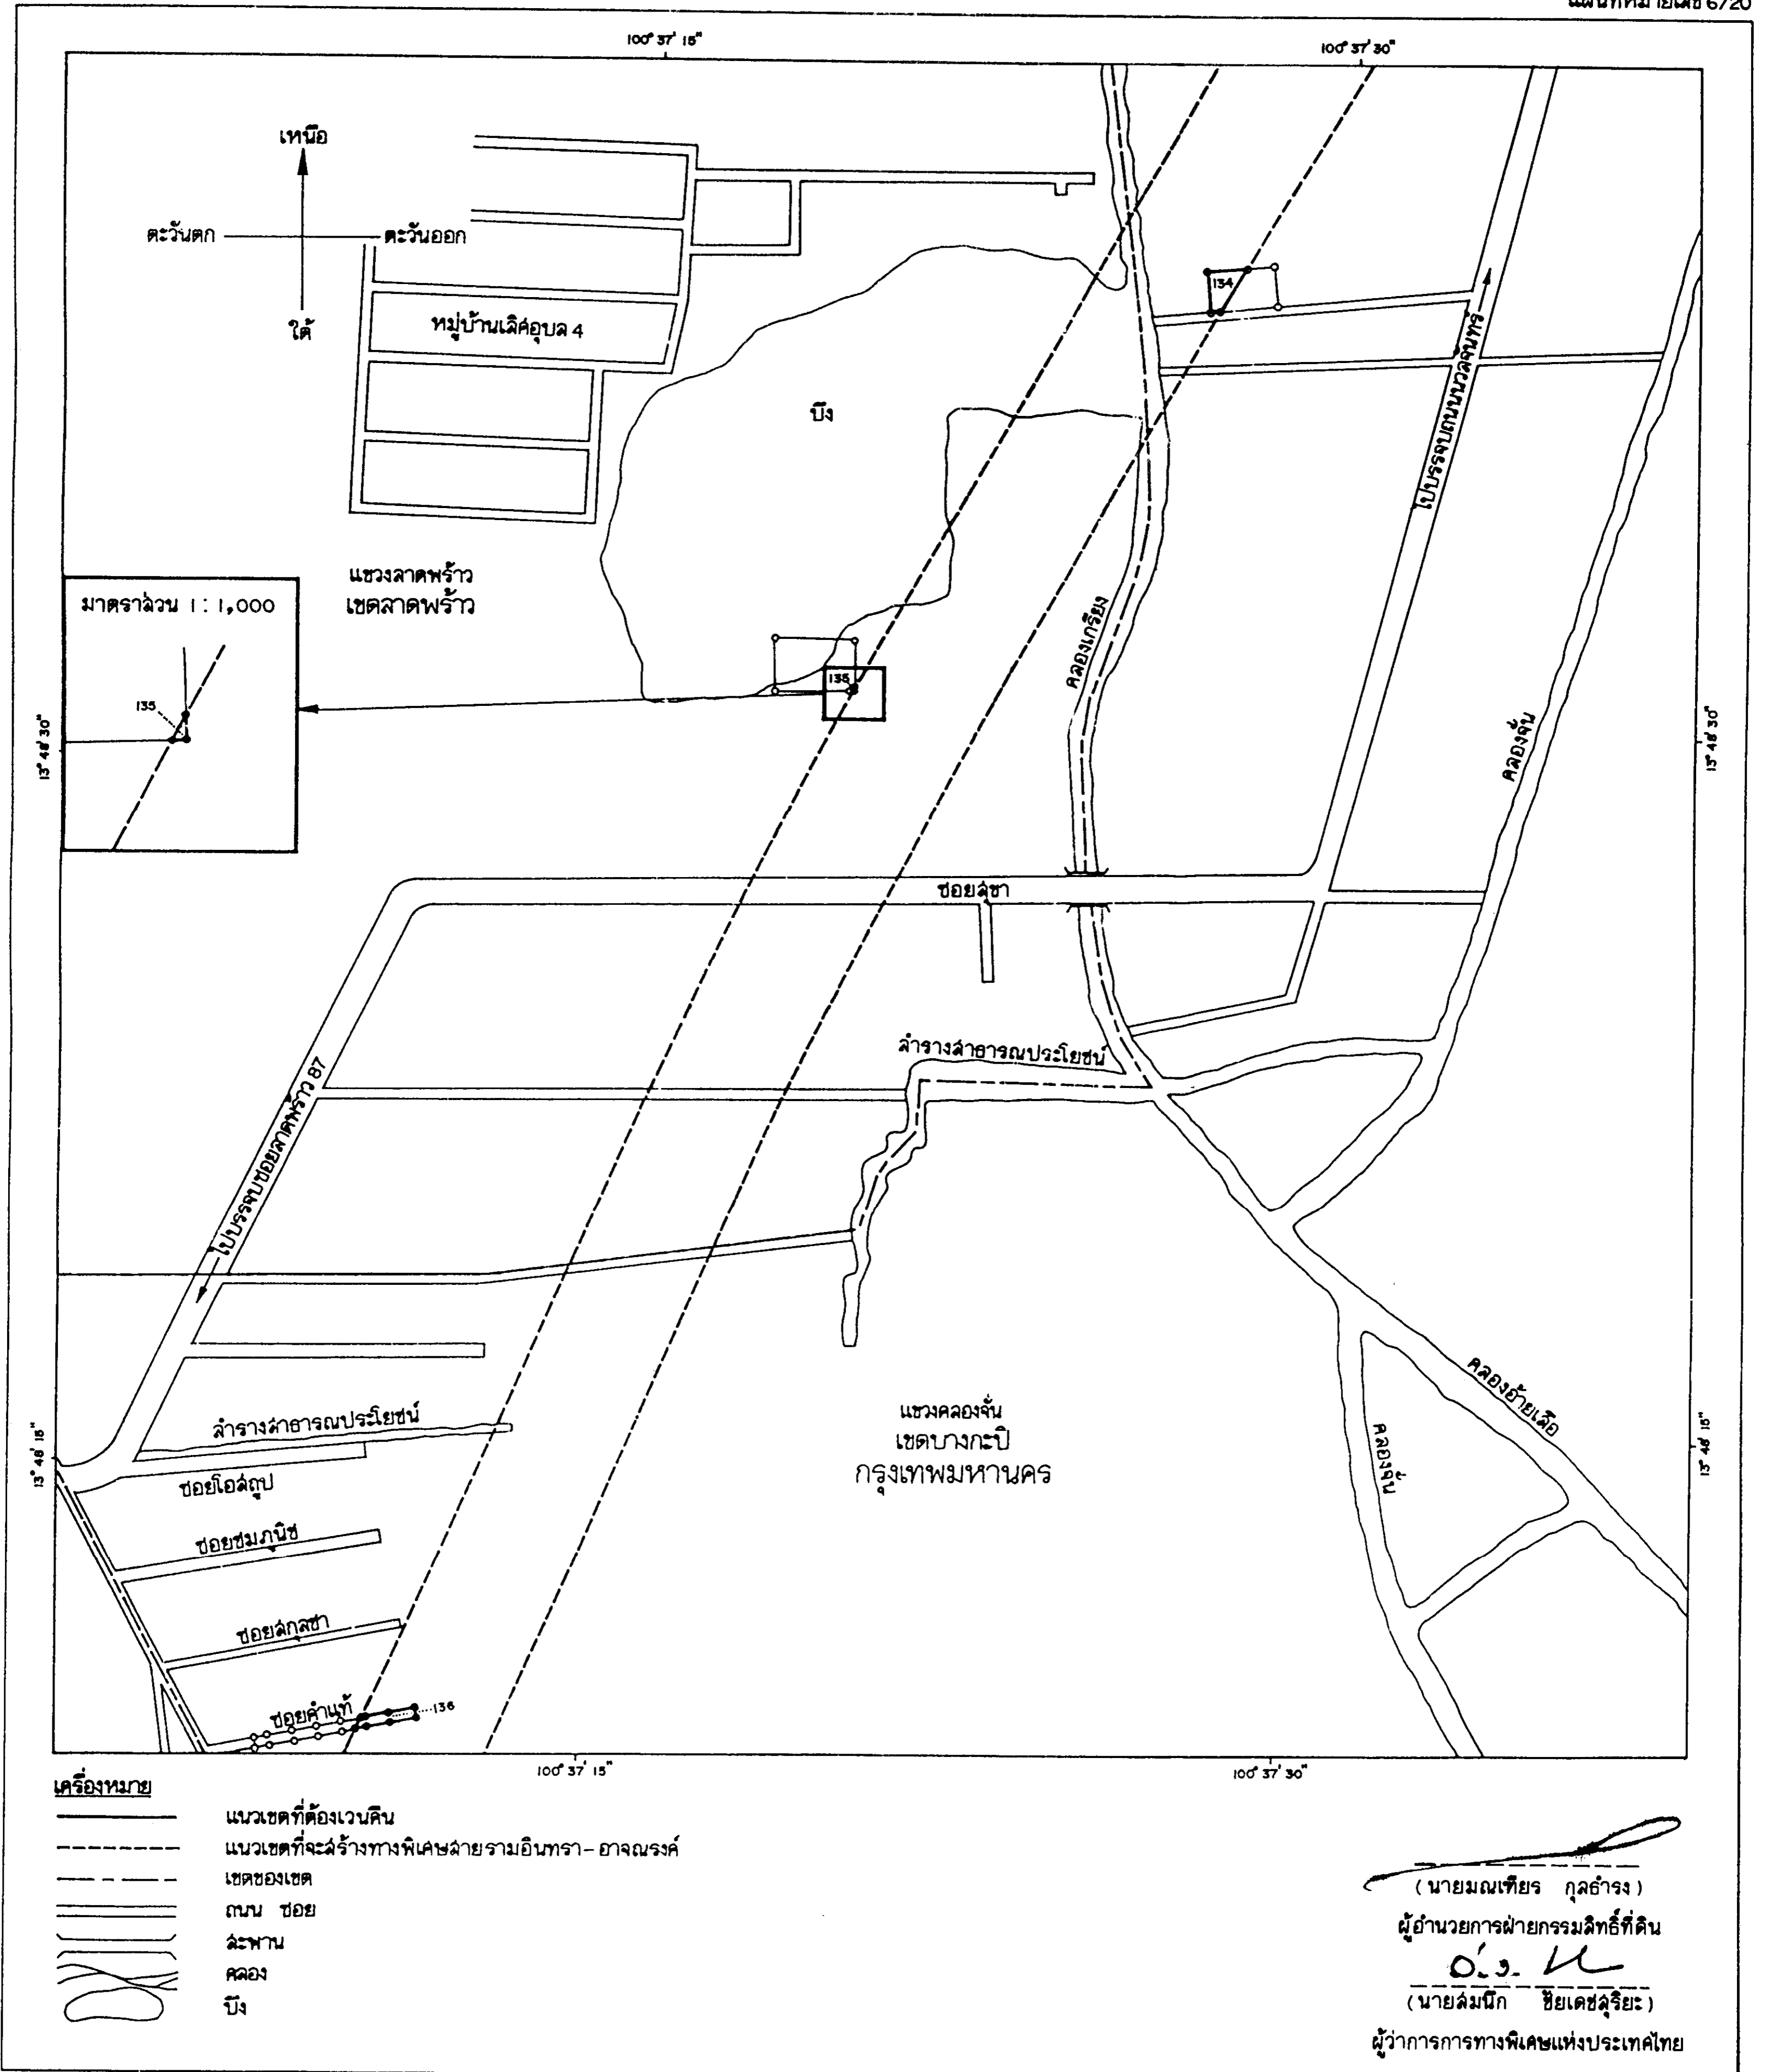 แผนที่หมายเลข 6/20
100° 37' 15"
100° 37' 30"
เหนือ
ตะวันตก
ตะวันออก
ใต้
หมู่บ้านเลิศอุบล 4
134
บึง
ไปบรรจบถนนนวลจันทร์
แขวงลาดพร้าว
เขตลาดพร้าว
มาตราส่วน 1 : 1,000
135
135
คลองเกรียง
คลองจั่น
13° 48' 30"
13° 48' 30"
ซอยสุขา
ลำรางสาธารณประโยชน์
ไปบรรจบซอยลาดพร้าว 87
แขวงคลองจั่น
เขตบางกะปิ
กรุงเทพมหานคร
คลองอ้ายเสือ
คลองจั่น
13° 48' 15"
13° 48' 15"
ลำรางสาธารณประโยชน์
ซอยโอสถูป
ซอยชมภูนิช
ซอยสกุลชา
ซอยคำแท้
136
100° 37' 15"
100° 37' 30"
เครื่องหมาย
แนวเขตที่ต้องเวนคืน
แนวเขตที่จะสร้างทางพิเศษสายรามอินทรา-อาจณรงค์
เขตของเขต
ถนน ซอย
สะพาน
คลอง
บึง
(นายมณเฑียร กุลธำรง)
ผู้อำนวยการฝ่ายกรรมสิทธิ์ที่ดิน
(นายสมนึก ชัยเดชสุริยะ)
ผู้ว่าการการทางพิเศษแห่งประเทศไทย